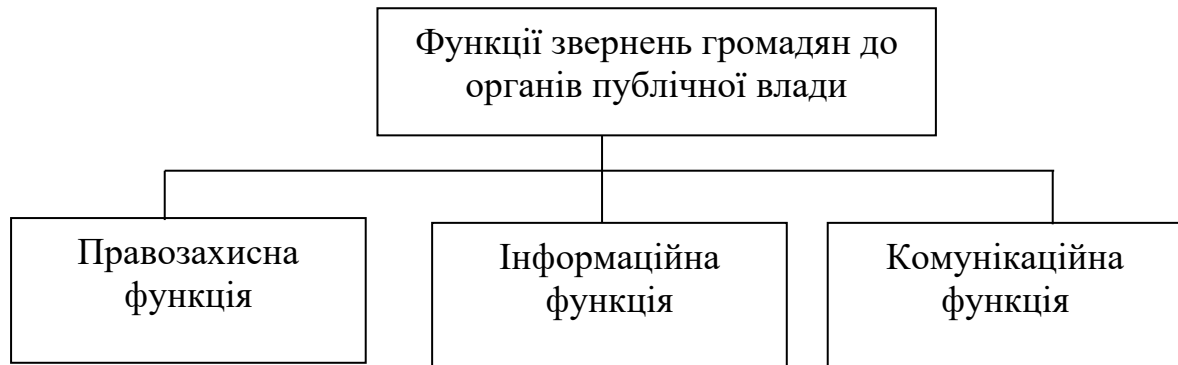 Функції звернень громадян до
органів публічної влади
Правозахисна
функція
Інформаційна
функція
Комунікаційна
функція